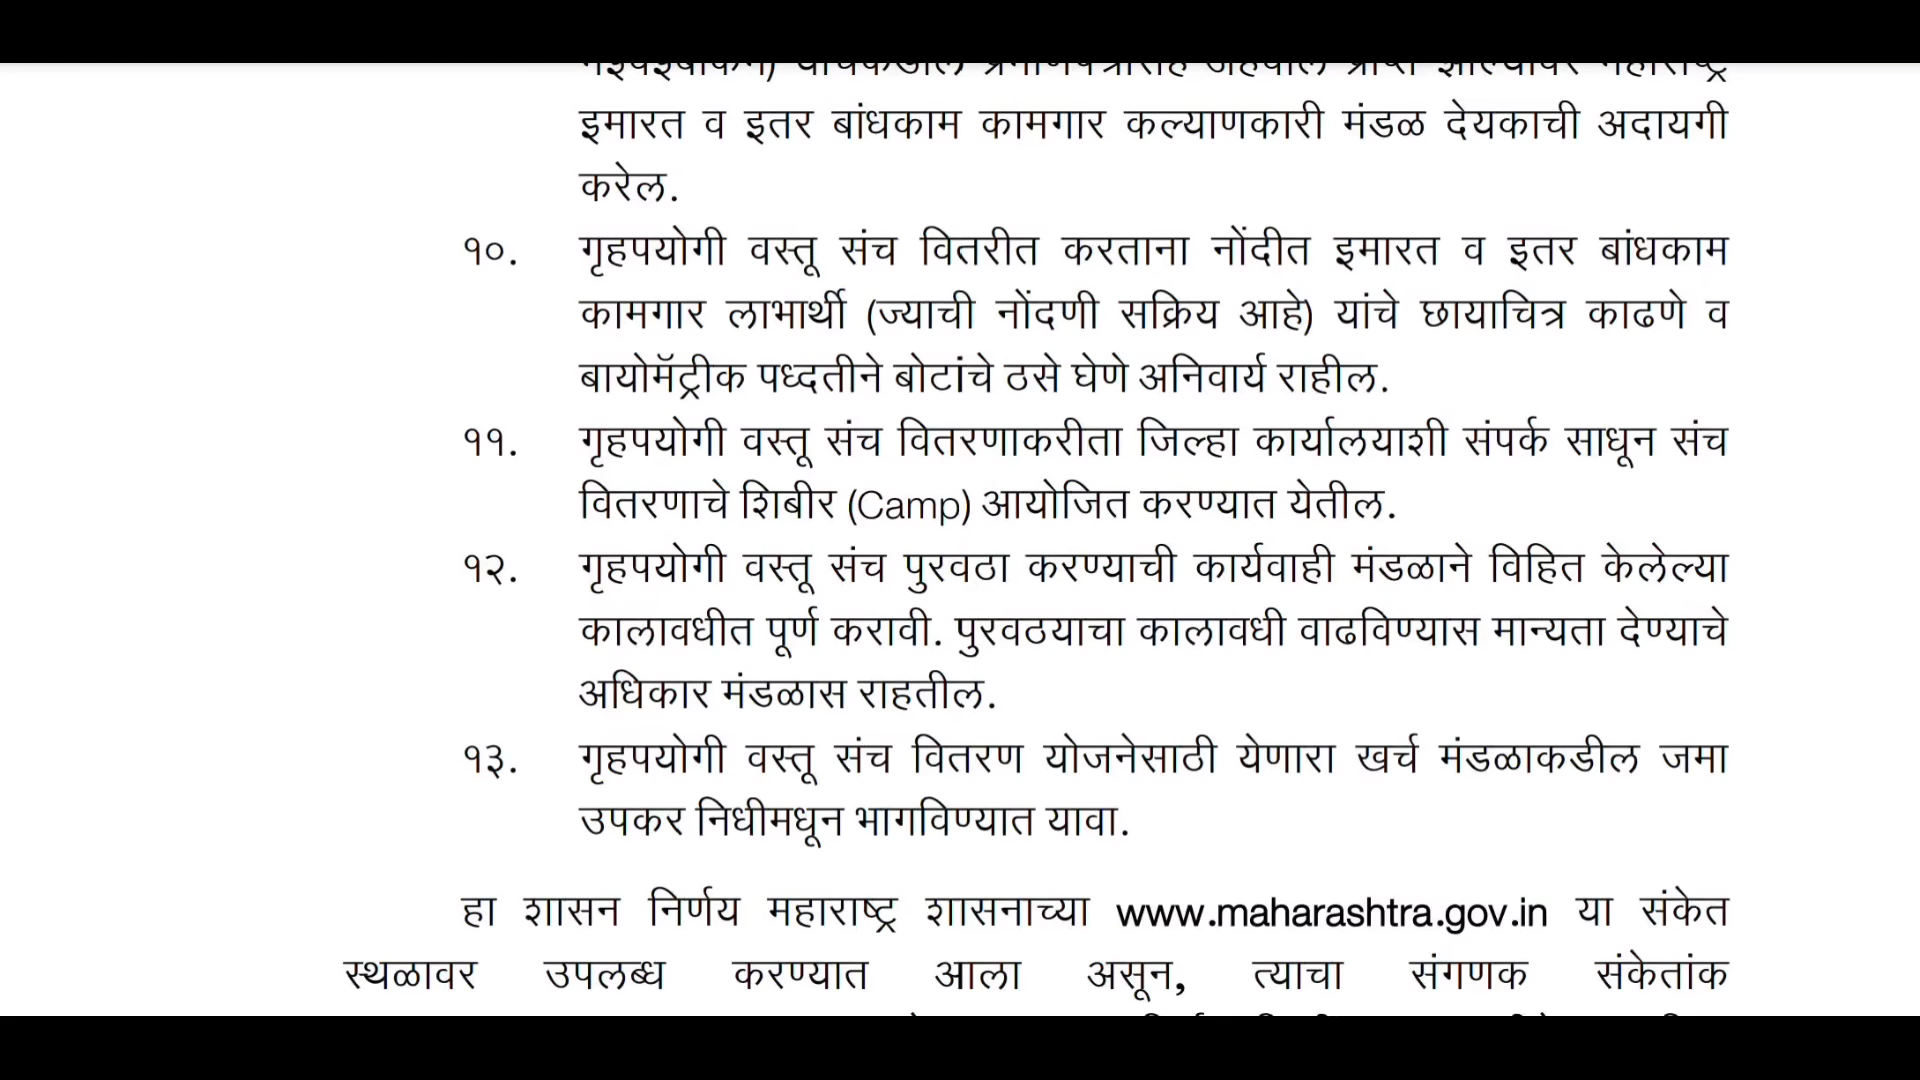 इमारत व इतर बांधकाम कामगार कल्याणकारी मंडळ देयकाची अदायगी
करेल.
१०. गृहपयोगी वस्तू संच वितरीत करताना नोंदीत इमारत व इतर बांधकाम
कामगार लाभार्थी (ज्याची नोंदणी सक्रिय आहे) यांचे छायाचित्र काढणे व
बायोमॅट्रीक पध्दतीने बोटांचे ठसे घेणे अनिवार्य राहील.
११. गृहपयोगी वस्तू संच वितरणाकरीता जिल्हा कार्यालयाशी संपर्क साधून संच
वितरणाचे शिबीर (Camp) आयोजित करण्यात येतील.
१२. गृहपयोगी वस्तू संच पुरवठा करण्याची कार्यवाही मंडळाने विहित केलेल्या
कालावधीत पूर्ण करावी. पुरवठयाचा कालावधी वाढविण्यास मान्यता देण्याचे
अधिकार मंडळास राहतील.
१३. गृहपयोगी वस्तू संच वितरण योजनेसाठी येणारा खर्च मंडळाकडील जमा
उपकर निधीमधून भागविण्यात यावा.
हा शासन निर्णय महाराष्ट्र शासनाच्या www.maharashtra.gov.in या संकेत
स्थळावर उपलब्ध करण्यात आला असून, त्याचा संगणक संकेतांक